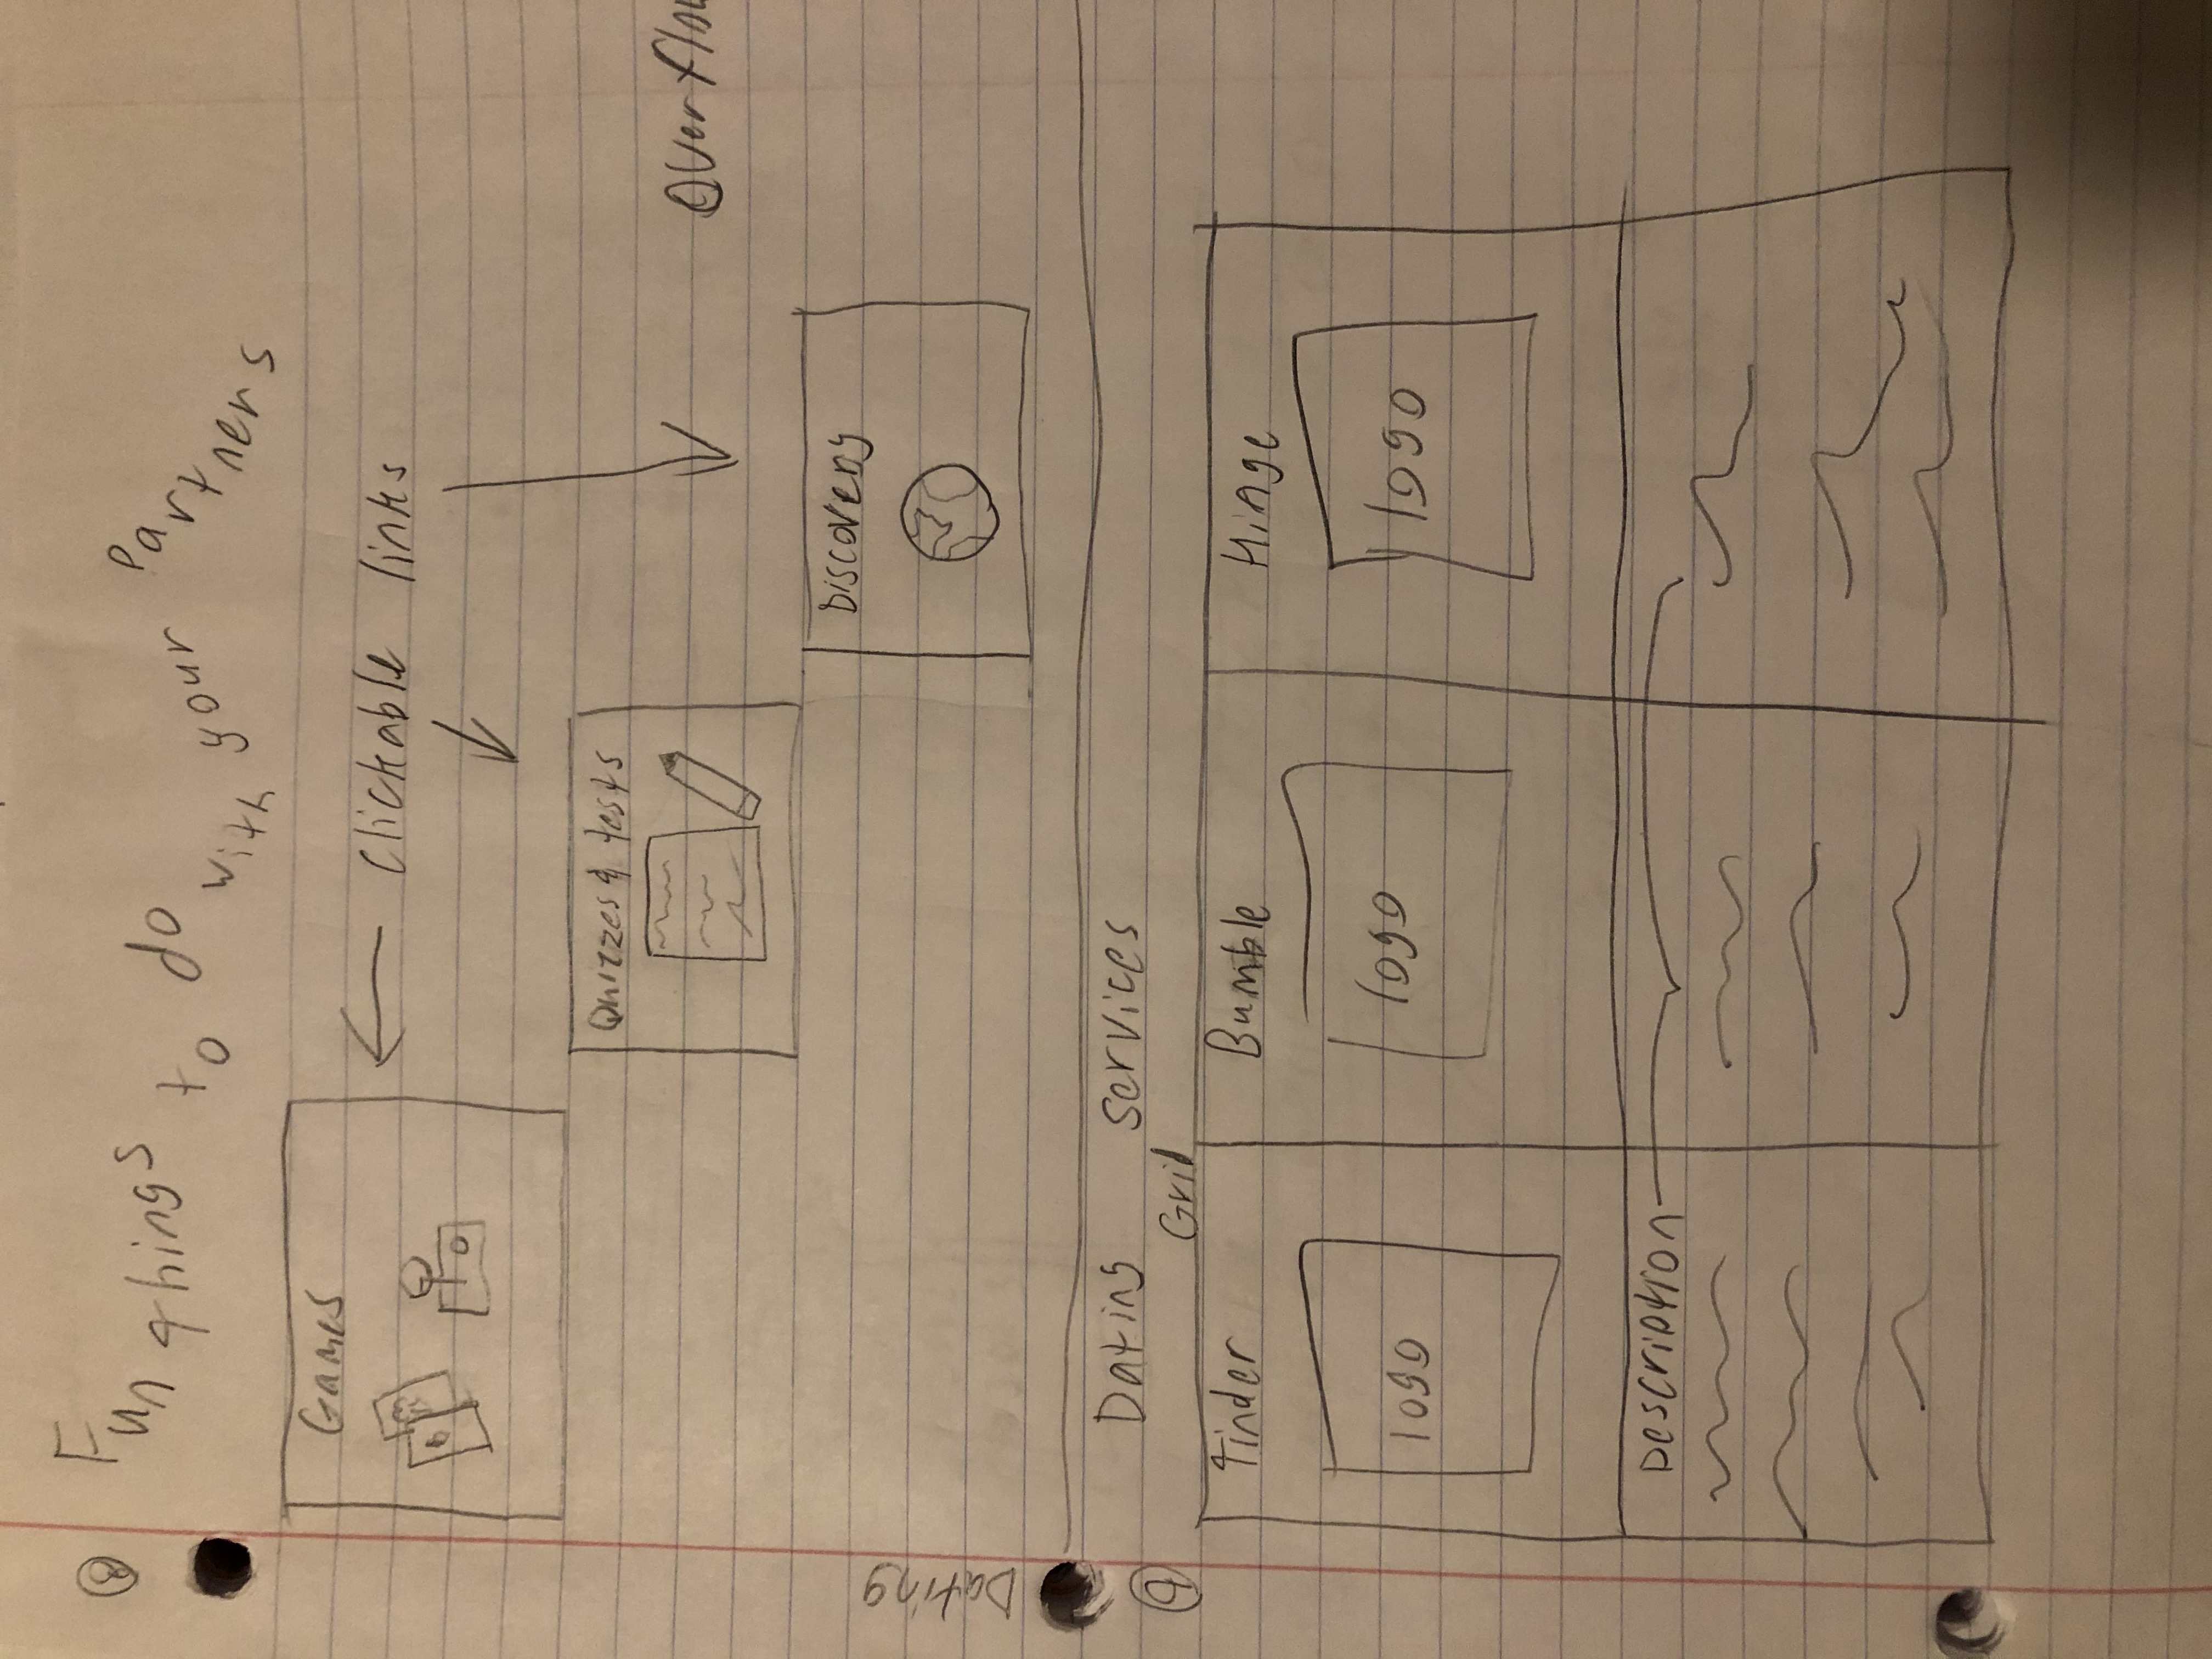 8
Fun things to do with your Partners
Games
Clickable links
Quizzes & tests
Discovery
Dating
Dating services
9
Grid
Tinder Bumble Hinge
logo logo logo
Description